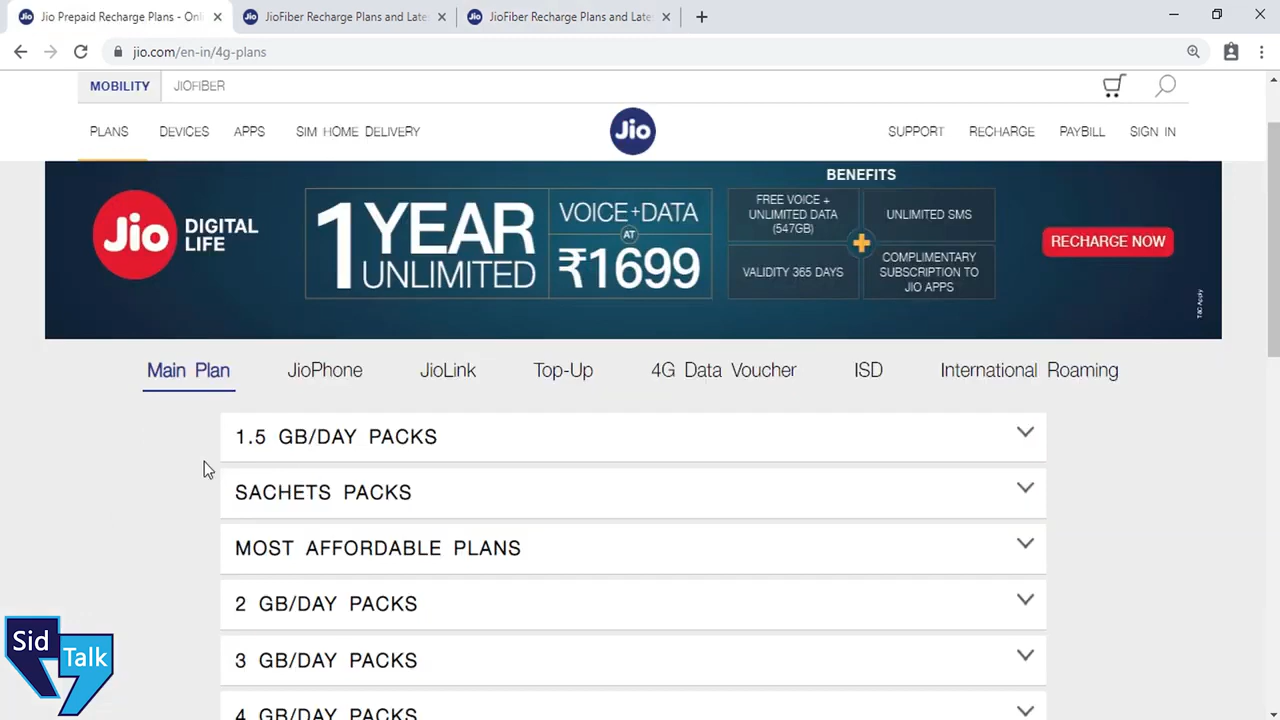 Jio Prepaid Recharge Plans - Onli
JioFiber Recharge Plans and Late
JioFiber Recharge Plans and Late
jio.com/en-in/4g-plans
MOBILITY JIOFIBER
PLANS DEVICES APPS SIM HOME DELIVERY Jio SUPPORT RECHARGE PAYBILL SIGN IN
Jio DIGITAL LIFE
1 YEAR UNLIMITED
VOICE+DATA
AT
₹1699
BENEFITS
FREE VOICE +
UNLIMITED DATA
(547GB)
UNLIMITED SMS
VALIDITY 365 DAYS
COMPLIMENTARY
SUBSCRIPTION TO
JIO APPS
RECHARGE NOW
T&C Apply
Main Plan JioPhone JioLink Top-Up 4G Data Voucher ISD International Roaming
1.5 GB/DAY PACKS
SACHETS PACKS
MOST AFFORDABLE PLANS
2 GB/DAY PACKS
3 GB/DAY PACKS
4 GB/DAY PACKS
Sid
Talk